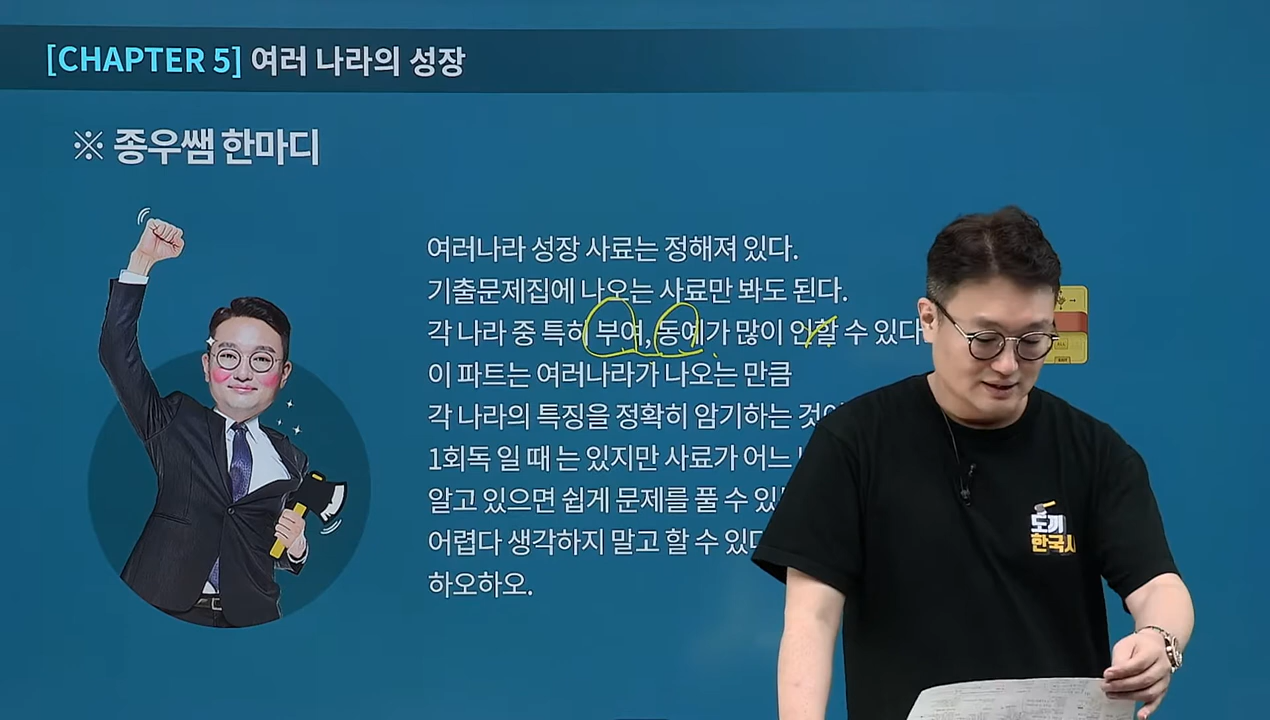 [CHAPTER 5] 여러 나라의 성장
※ 종우쌤 한마디
여러나라 성장 사료는 정해져 있다.
기출문제집에 나오는 사료만 봐도 된다.
각 나라 중 특히 부여, 동예가 많이 안할 수 있다
이 파트는 여러나라가 나오는 만큼
각 나라의 특징을 정확히 암기하는
1회독 일 때 는 있지만 사료가 어느
알고 있으면 쉽게 문제를 풀 수
어렵다 생각하지 말고 할 수
하오하오.
도끼
한국사